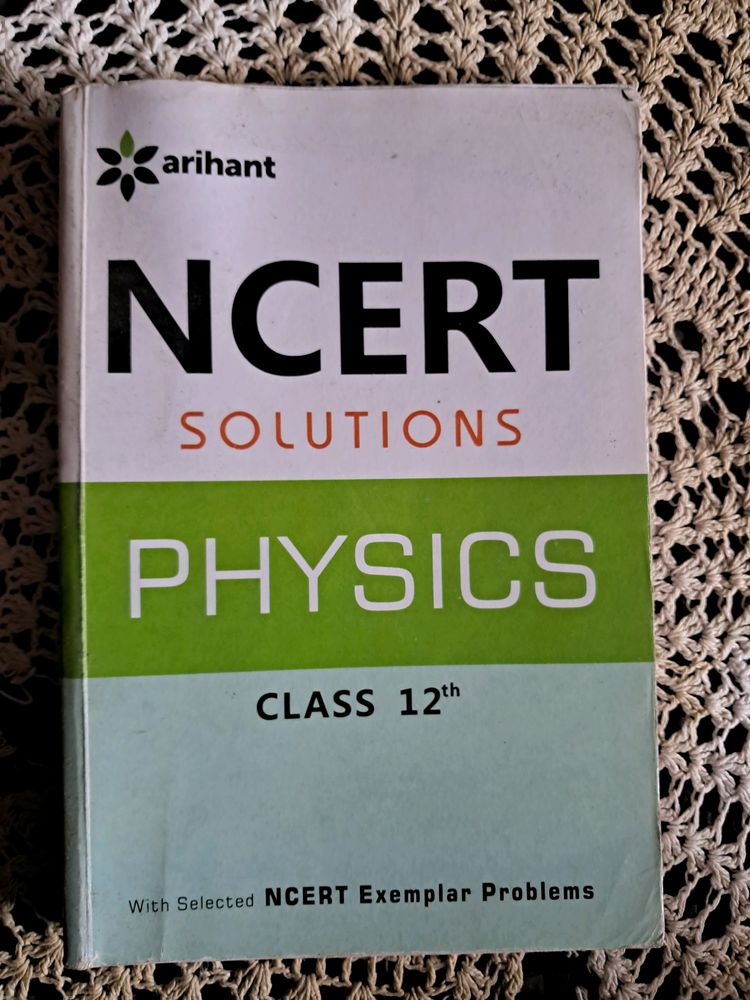 arihant
NCERT
SOLUTIONS
PHYSICS
CLASS 12th
With Selected NCERT Exemplar Problems